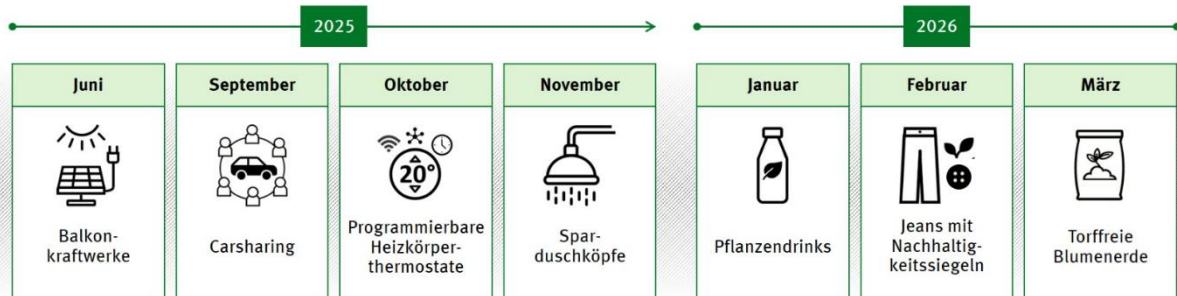 2025
2026
Juni
September
Oktober
November
Januar
Februar
März
20°
Balkon-
kraftwerke
Carsharing
Programmierbare
Heizkörper-
thermostate
Spar-
duschköpfe
Pflanzendrinks
Jeans mit
Nachhaltig-
keitssiegeln
Torffreie
Blumenerde